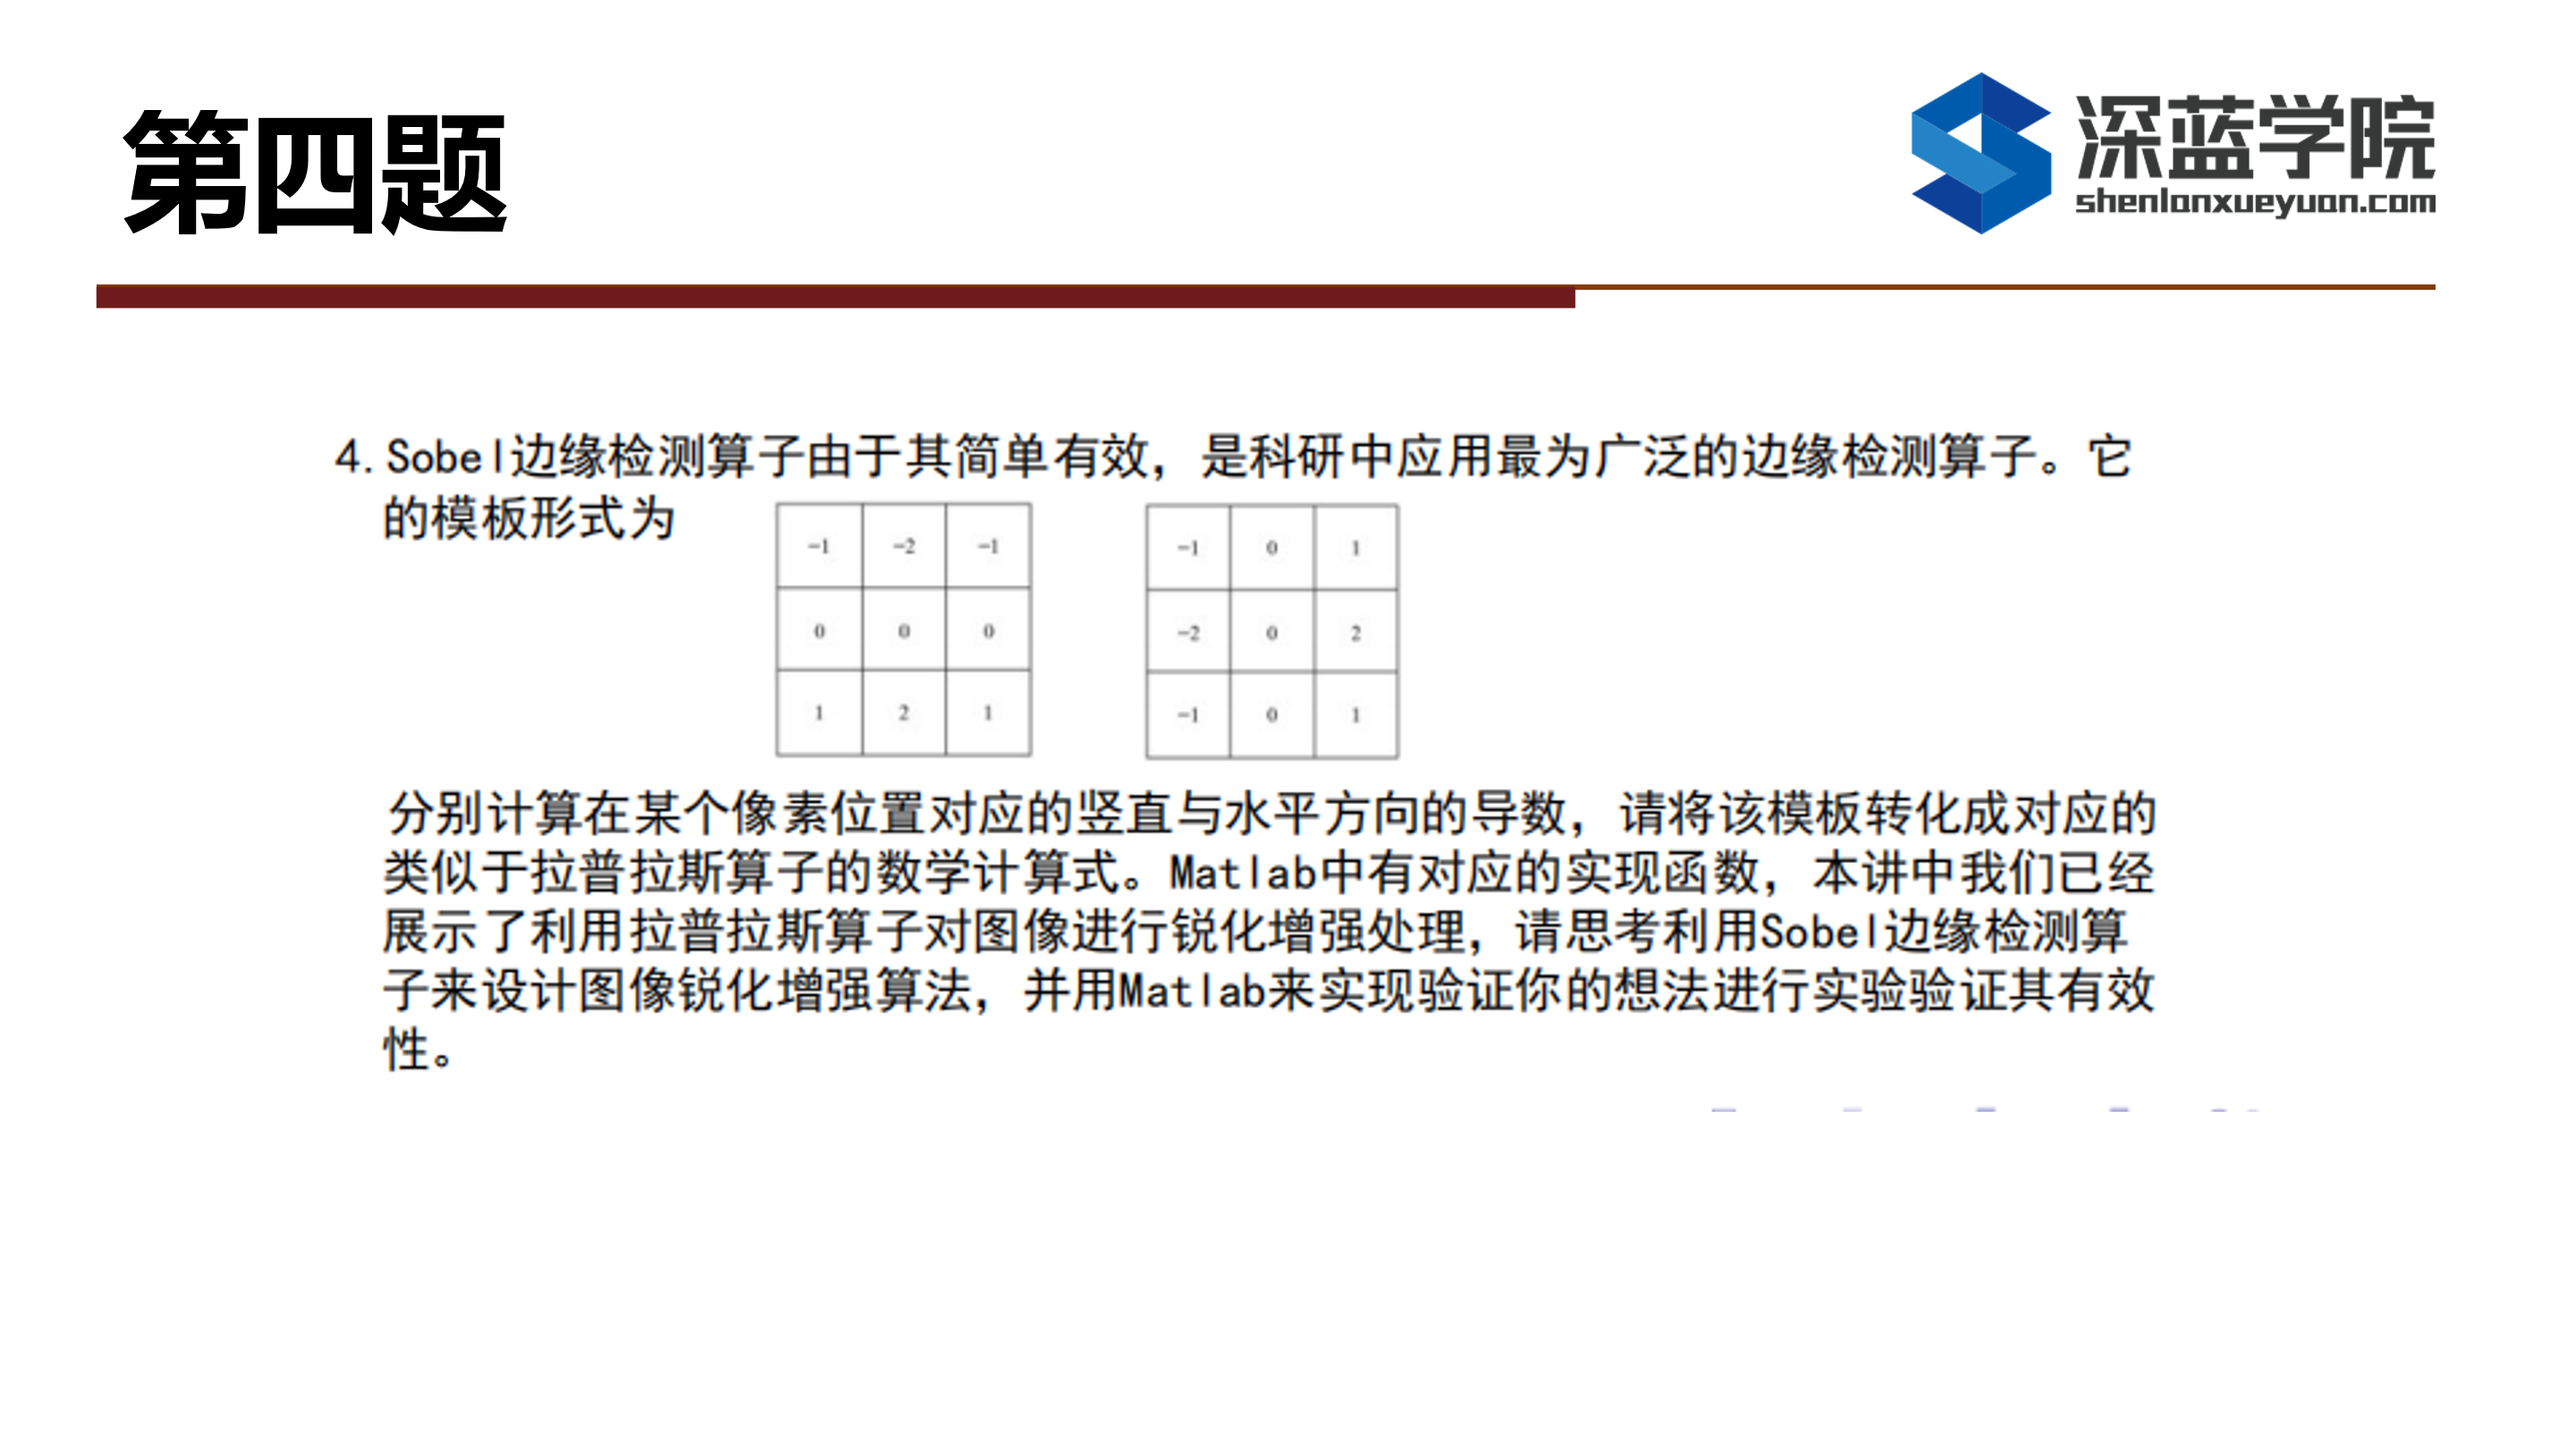 第四题
深蓝学院
shenlanxueyuan.com
4.Sobel边缘检测算子由于其简单有效，是科研中应用最为广泛的边缘检测算子。它
的模板形式为
-1 -2 -1
0 0 0
1 2 1
-1 0 1
-2 0 2
-1 0 1
分别计算在某个像素位置对应的竖直与水平方向的导数，请将该模板转化成对应的
类似于拉普拉斯算子的数学计算式。Matlab中有对应的实现函数，本讲中我们已经
展示了利用拉普拉斯算子对图像进行锐化增强处理，请思考利用Sobel边缘检测算
子来设计图像锐化增强算法，并用Matlab来实现验证你的想法进行实验验证其有效
性。